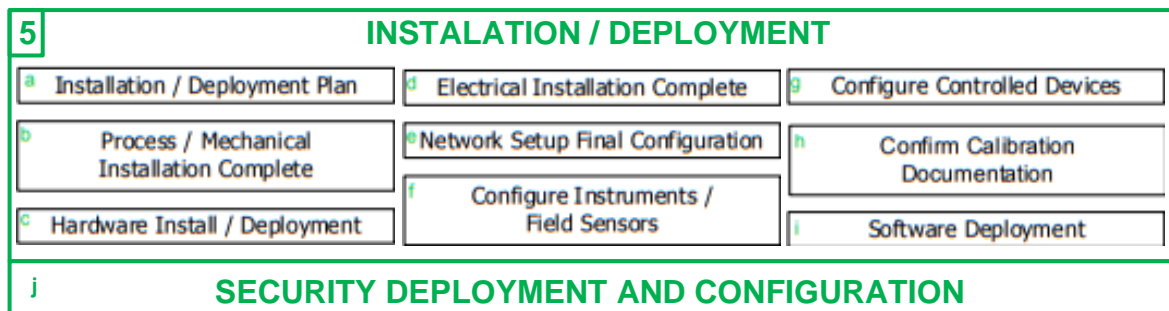 5 INSTALATION / DEPLOYMENT
a Installation / Deployment Plan
b Process / Mechanical
Installation Complete
c Hardware Install / Deployment
d Electrical Installation Complete
e Network Setup Final Configuration
f Configure Instruments /
Field Sensors
g Configure Controlled Devices
h Confirm Calibration
Documentation
i Software Deployment
j SECURITY DEPLOYMENT AND CONFIGURATION